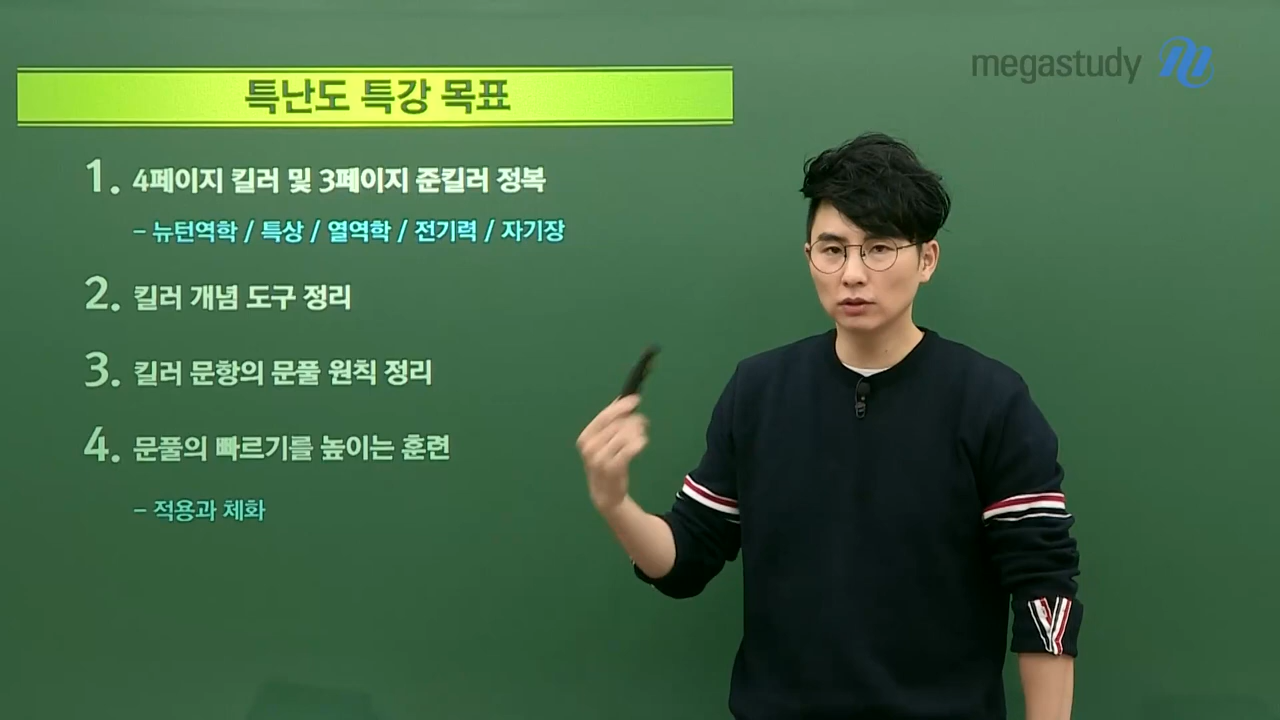 megastudy
특난도 특강 목표
1. 4페이지 킬러 및 3페이지 준킬러 정복
- 뉴턴역학 / 특상 / 열역학 / 전기력 / 자기장
2. 킬러 개념 도구 정리
3. 킬러 문항의 문풀 원칙 정리
4. 문풀의 빠르기를 높이는 훈련
- 적용과 체화